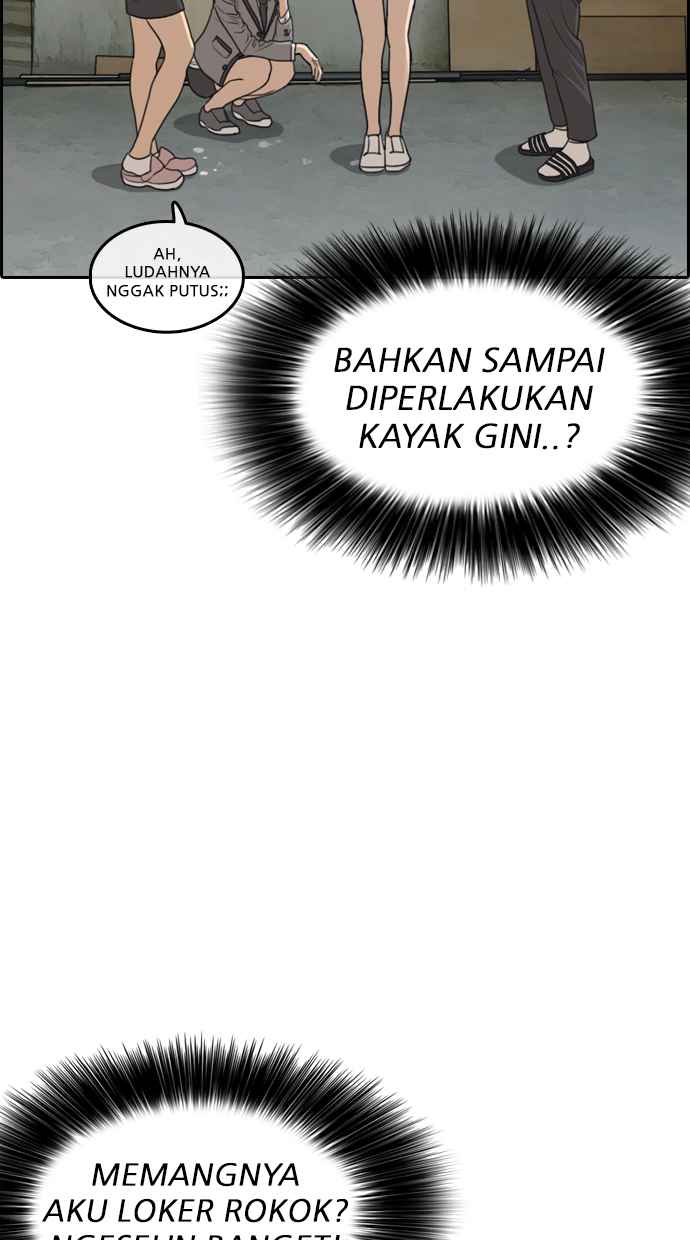 AH,
LUDAHNYA
NGGAK PUTUS;;
BAHKAN SAMPAI
DIPERLAKUKAN
KAYAK GINI..?
MEMANGNYA
AKU LOKER ROKOK?